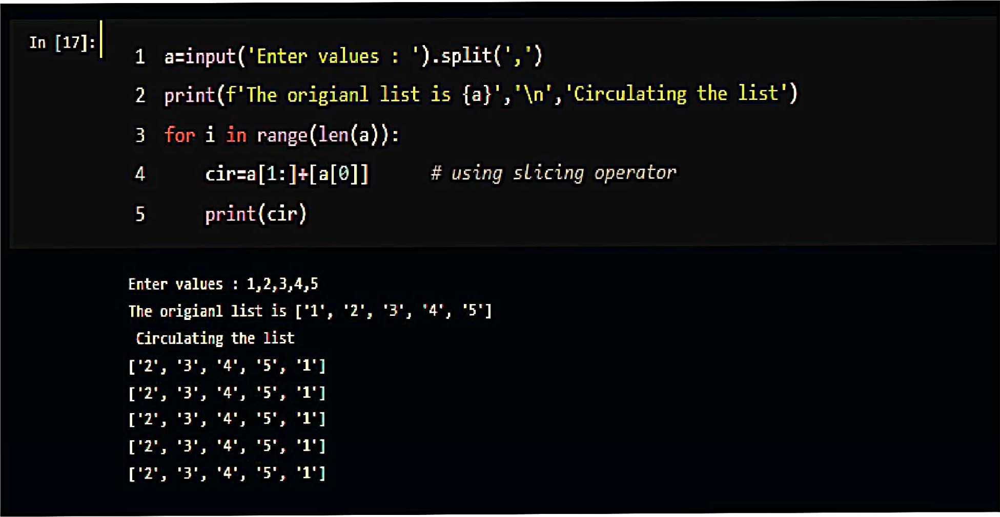 In [17]:
1 a=input('Enter values : ').split(',')
2 print(f'The origianl list is {a}','\n','Circulating the list')
3 for i in range(len(a)):
4     cir=a[1:]+[a[0]]      # using slicing operator
5     print(cir)
Enter values : 1,2,3,4,5
The origianl list is ['1', '2', '3', '4', '5']
 Circulating the list
['2', '3', '4', '5', '1']
['2', '3', '4', '5', '1']
['2', '3', '4', '5', '1']
['2', '3', '4', '5', '1']
['2', '3', '4', '5', '1']